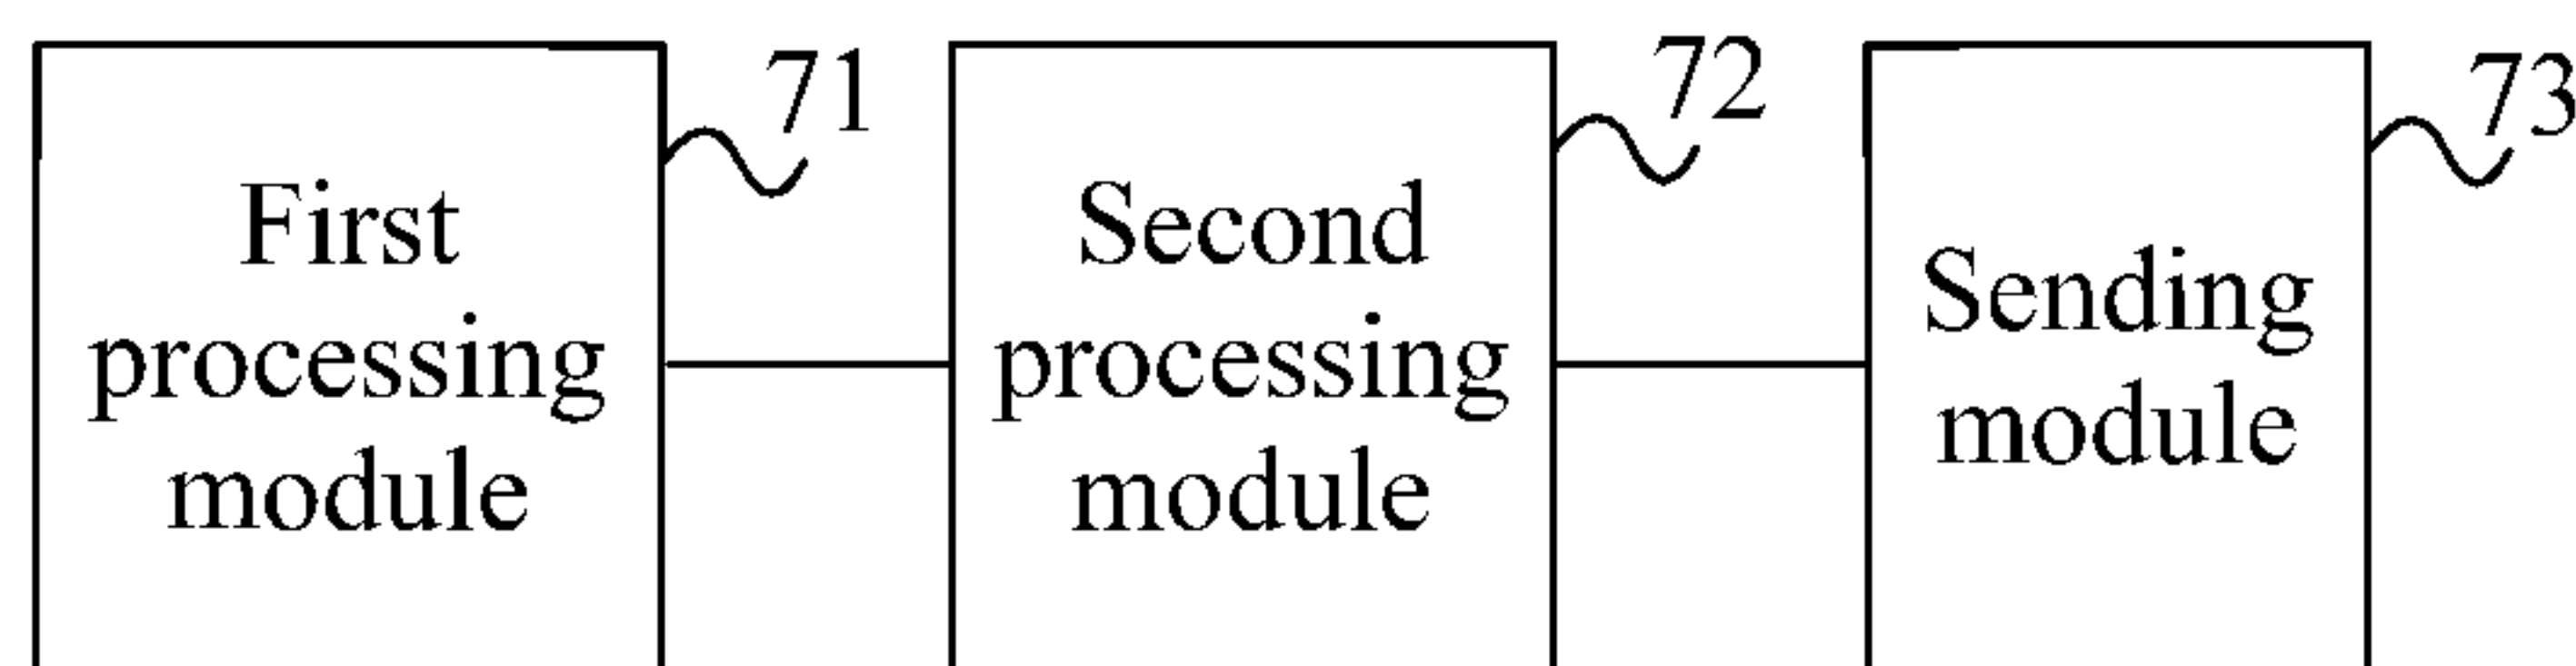 71
First
processing
module
72
Second
processing
module
73
Sending
module